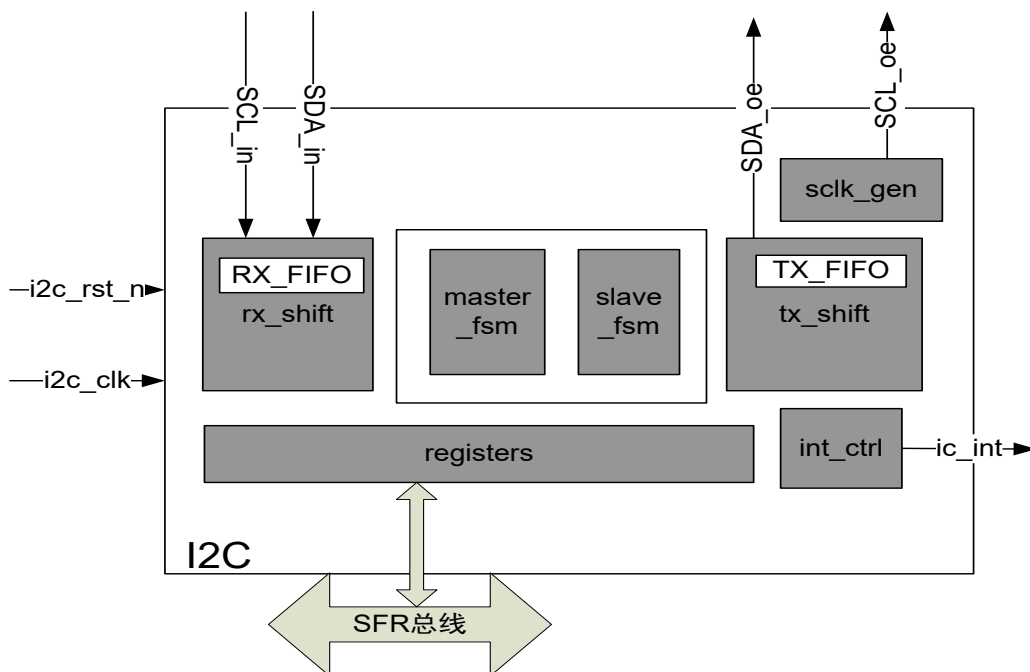 SCL_in
SDA_in
SDA_oe
SCL_oe
sclk_gen
RX_FIFO
rx_shift
master
_fsm
slave
_fsm
TX_FIFO
tx_shift
i2c_rst_n
i2c_clk
registers
int_ctrl
ic_int
I2C
SFR总线